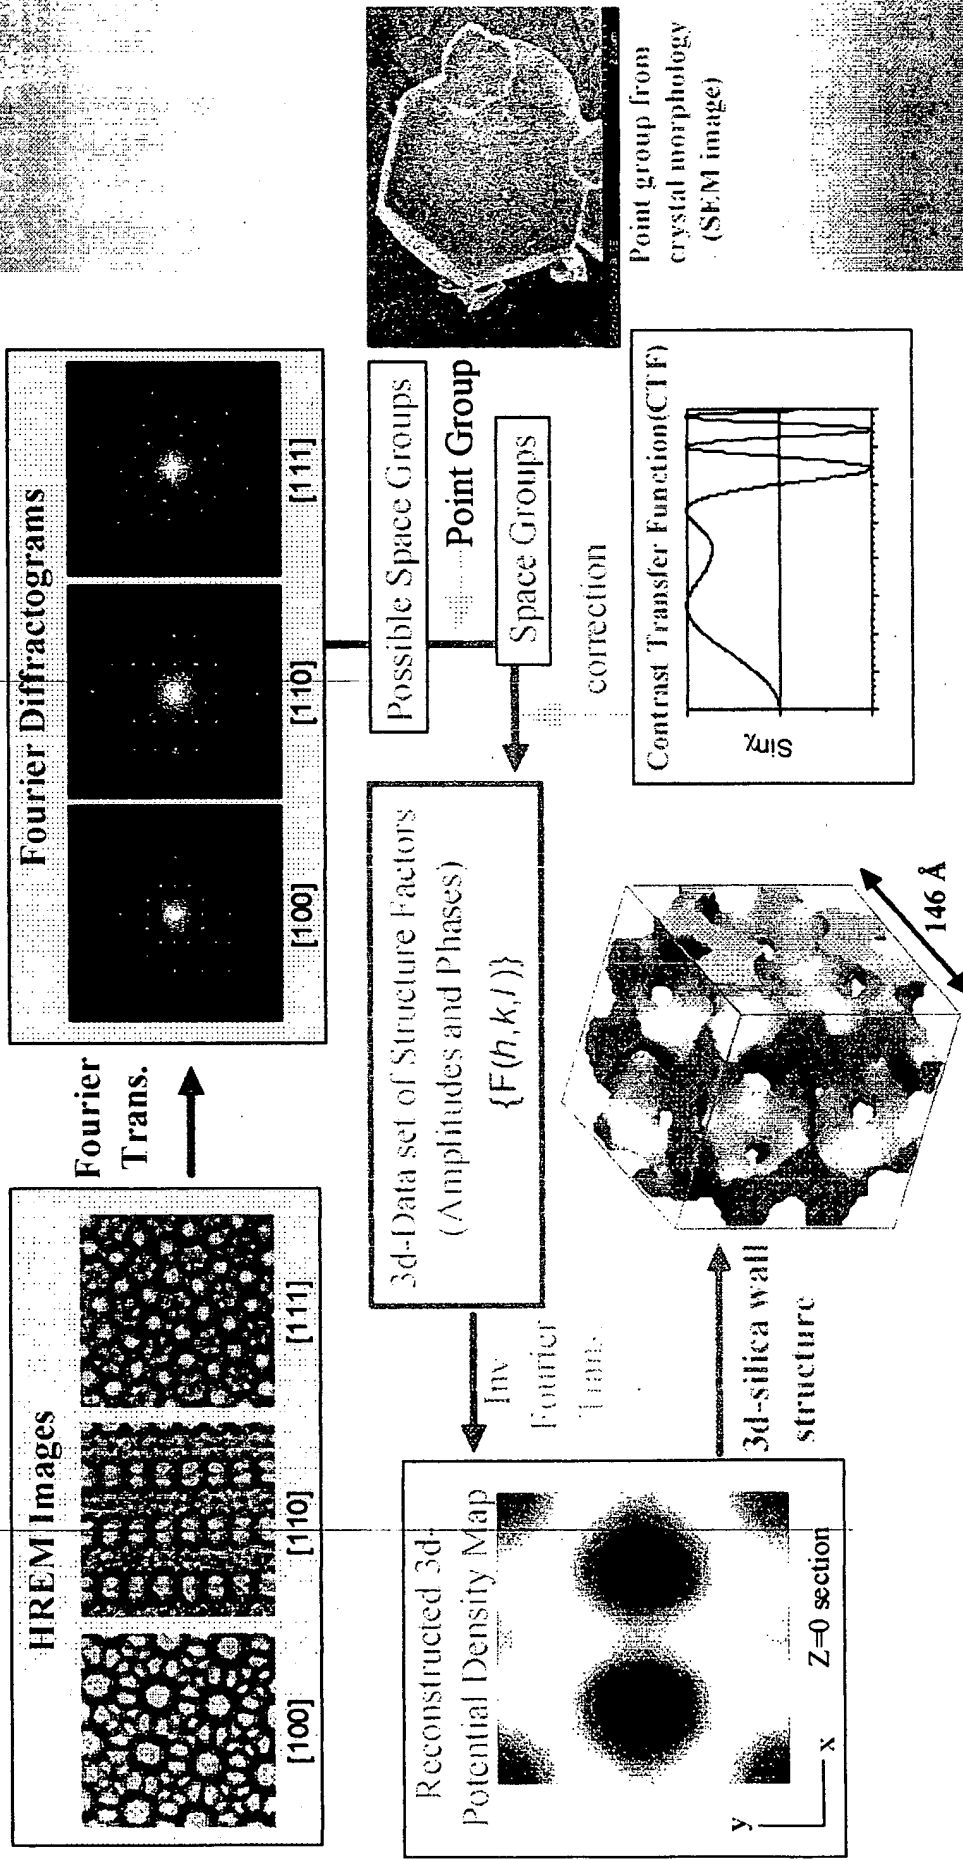 HREM Images
[100]
[110]
[111]
Fourier
Trans.
Fourier Diffractograms
[100]
[110]
[111]
Possible Space Groups
Point Group
Space Groups
Point group from
crystal morphology
(SEM image)
correction
Contrast Transfer Function(CTF)
Sinχ
3d-Data set of Structure Factors
(Amplitudes and Phases)
{F(h,k,l)}
Inv
Fourier
Trans.
Reconstructed 3d-
Potential Density Map
y
x
Z=0 section
3d-silica wall
structure
146 Å